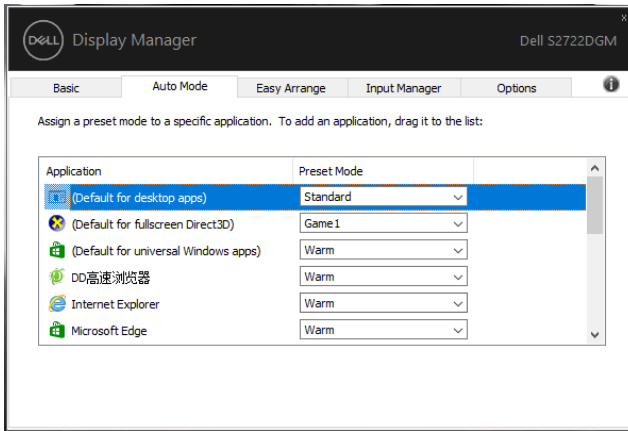 DELL Display Manager Dell S2722DGM
Basic Auto Mode Easy Arrange Input Manager Options
Assign a preset mode to a specific application. To add an application, drag it to the list:
Application Preset Mode
(Default for desktop apps) Standard
(Default for fullscreen Direct3D) Game1
(Default for universal Windows apps) Warm
DD高速浏览器 Warm
Internet Explorer Warm
Microsoft Edge Warm